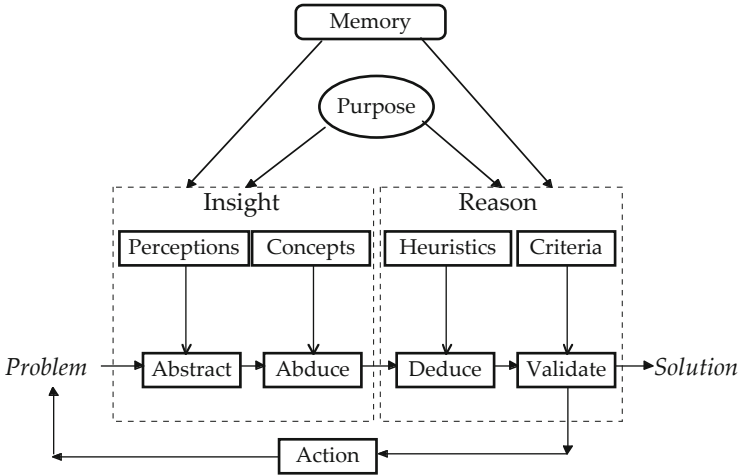 Memory
Purpose
Insight
Reason
Perceptions
Concepts
Heuristics
Criteria
Problem
Abstract
Abduce
Deduce
Validate
Solution
Action